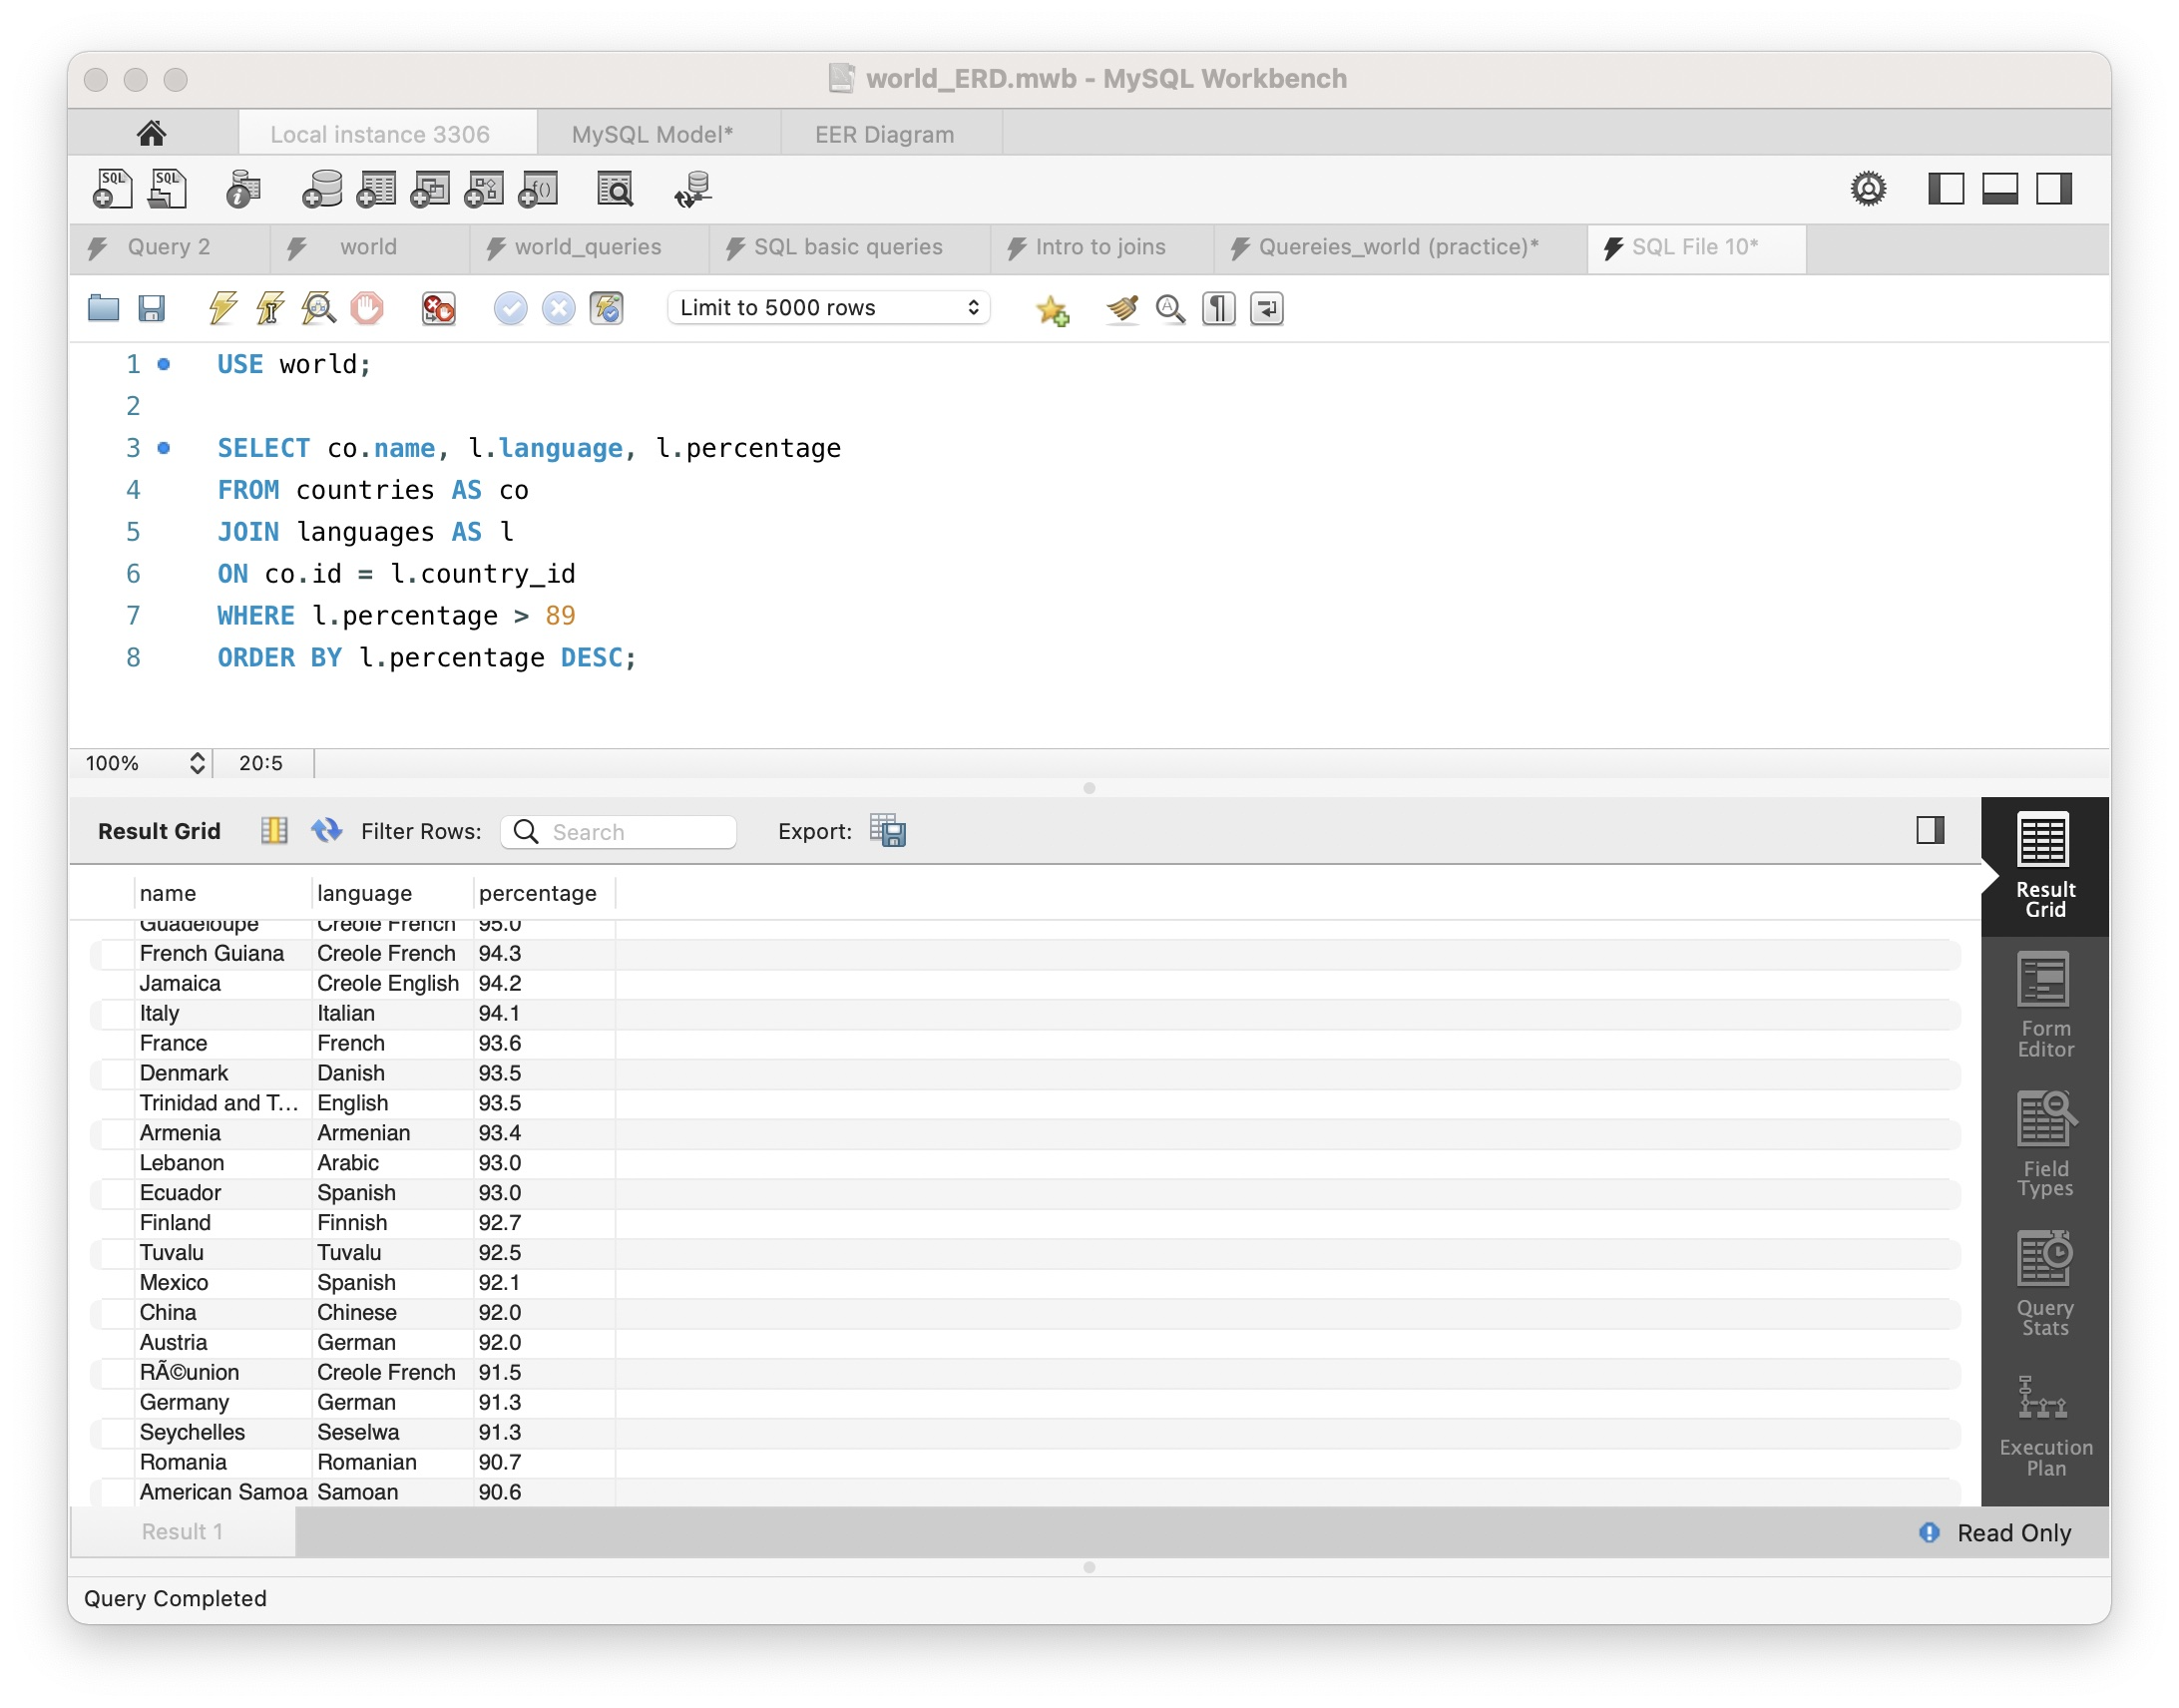 world_ERD.mwb - MySQL Workbench
Local instance 3306 MySQL Model* EER Diagram
SQL SQL
Query 2 world world_queries SQL basic queries Intro to joins Quereies_world (practice)* SQL File 10*
Limit to 5000 rows
1 USE world;
2
3 SELECT co.name, l.language, l.percentage
4 FROM countries AS co
5 JOIN languages AS l
6 ON co.id = l.country_id
7 WHERE l.percentage > 89
8 ORDER BY l.percentage DESC;
100% 20:5
Result Grid Filter Rows: Search Export:
name language percentage
Guadeloupe Creole French 95.0
French Guiana Creole French 94.3
Jamaica Creole English 94.2
Italy Italian 94.1
France French 93.6
Denmark Danish 93.5
Trinidad and T... English 93.5
Armenia Armenian 93.4
Lebanon Arabic 93.0
Ecuador Spanish 93.0
Finland Finnish 92.7
Tuvalu Tuvalu 92.5
Mexico Spanish 92.1
China Chinese 92.0
Austria German 92.0
RÃ©union Creole French 91.5
Germany German 91.3
Seychelles Seselwa 91.3
Romania Romanian 90.7
American Samoa Samoan 90.6
Result
Grid
Form
Editor
Field
Types
Query
Stats
Execution
Plan
Result 1 Read Only
Query Completed